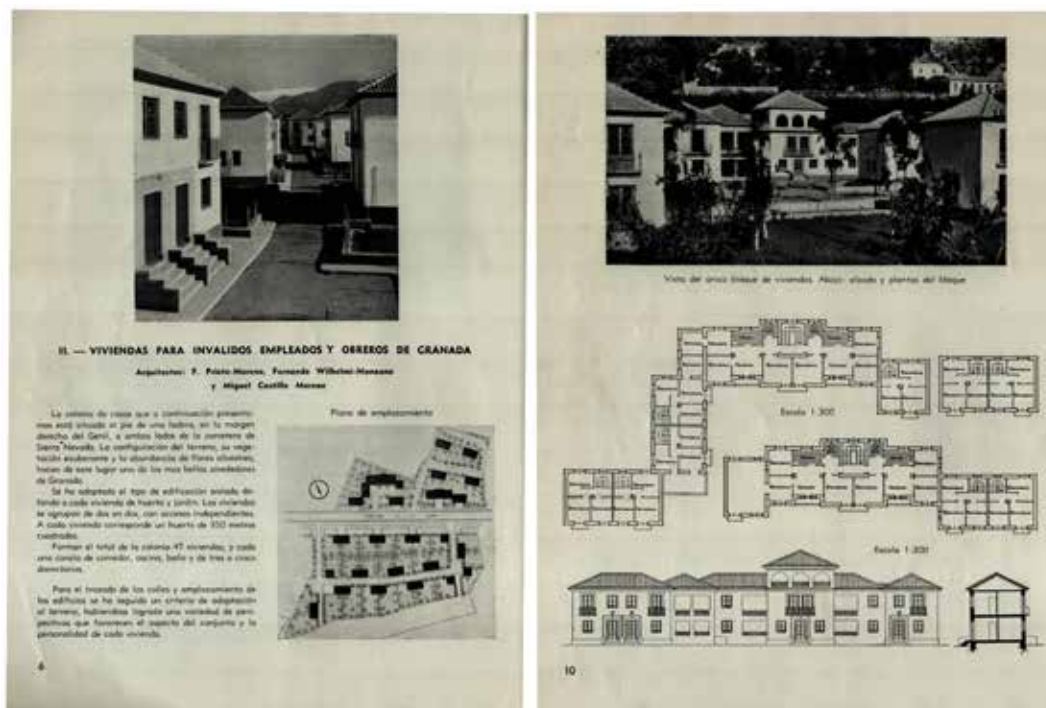 II. — VIVIENDAS PARA INVALIDOS EMPLEADOS Y OBREROS DE GRANADA
Arquitectos: F. Prieto-Moreno, Fernando Wilhelmi-Manzano
y Miguel Castillo Moreno
La colonia de casas que a continuación presenta-
mos está situada al pie de una ladera, en la margen
derecha del Genil, a ambos lados de la carretera de
Sierra Nevada. La configuración del terreno, su vege-
tación exuberante y la abundancia de flores silvestres,
hacen de este lugar uno de los mas bellos alrededores
de Granada.
Se ha adoptado el tipo de edificación aislada do-
tando a cada vivienda de huerto y jardín. Las viviendas
se agrupan de dos en dos, con accesos independientes.
A cada vivienda corresponde un huerto de 350 metros
cuadrados.
Forman el total de la colonia 47 viviendas, y cada
una consta de comedor, cocina, baño y de tres a cinco
dormitorios.
Para el trazado de las calles y emplazamiento de
los edificios se ha seguido un criterio de adaptación
al terreno, habiéndose logrado una variedad de pers-
pectivas que favorecen el aspecto del conjunto y la
personalidad de cada vivienda.
Plano de emplazamiento
6
Vista del único bloque de viviendas. Abajo: alzado y plantas del bloque
Escala 1:300
Escala 1:300
10